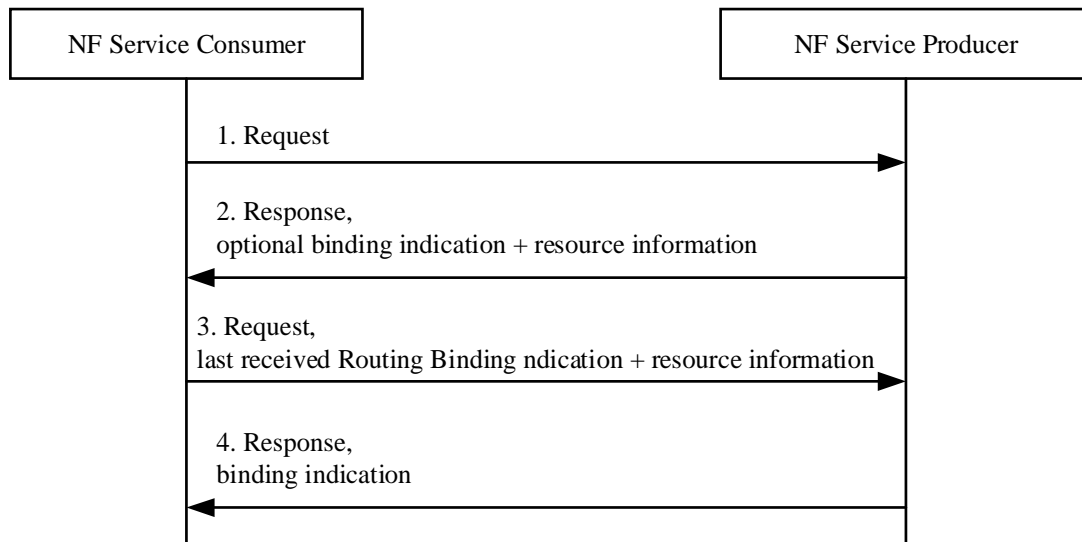 NF Service Consumer
NF Service Producer
1. Request
2. Response,
optional binding indication + resource information
3. Request,
last received Routing Binding ndication + resource information
4. Response,
binding indication